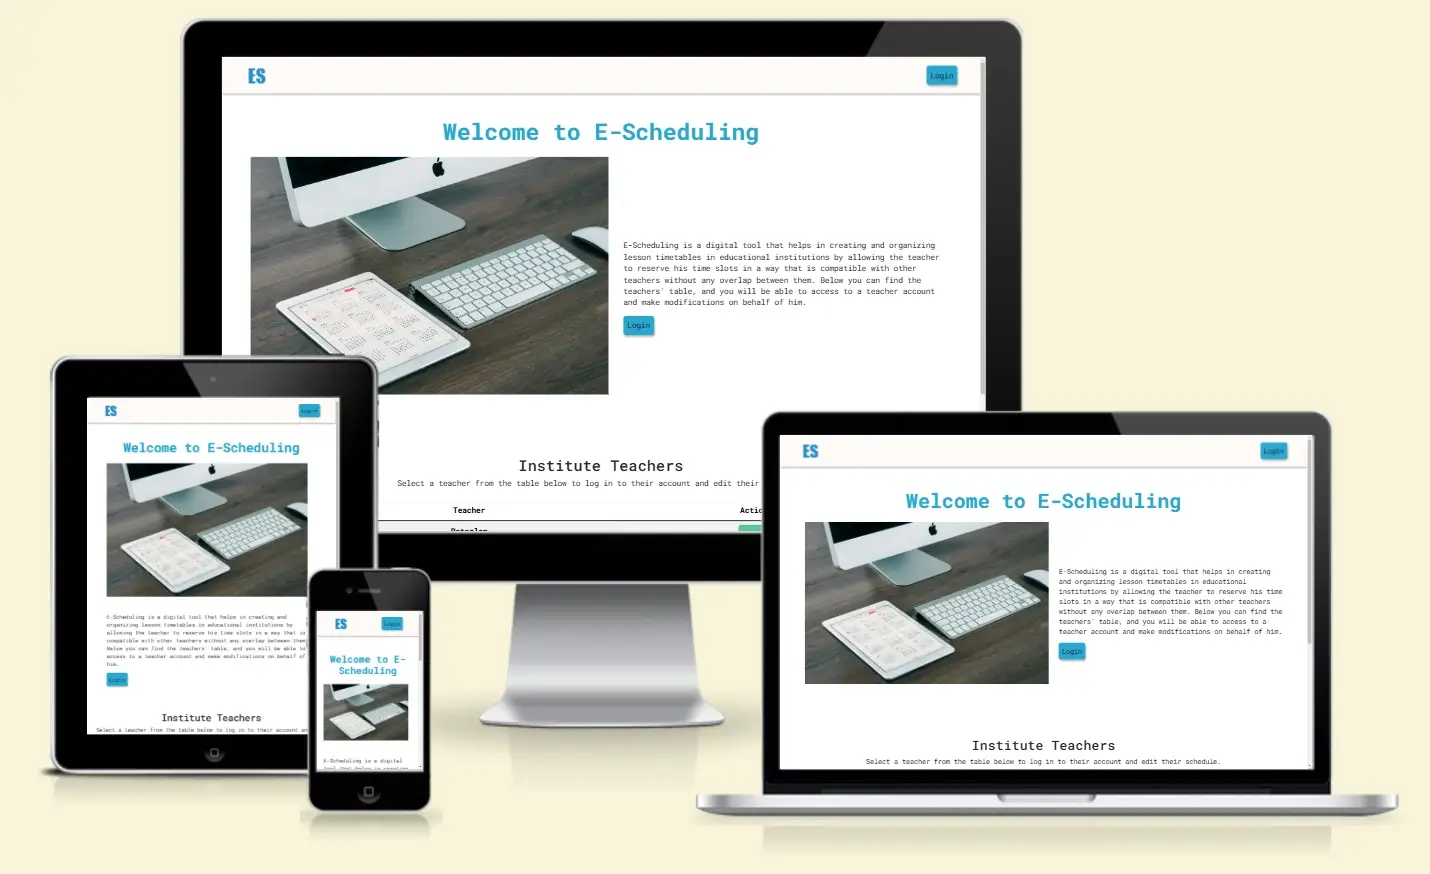 ES
Login
Welcome to E-Scheduling
E-Scheduling is a digital tool that helps in creating and organizing
lesson timetables in educational institutions by allowing the teacher
to reserve his time slots in a way that is compatible with other
teachers without any overlap between them. Below you can find the
teachers' table, and you will be able to access to a teacher account
and make modifications on behalf of him.
Login
Institute Teachers
Select a teacher from the table below to log in to their account and edit their
Teacher
Actio
ES
Login
Welcome to E-Scheduling
E-Scheduling is a digital tool that helps in creating and
organizing lesson timetables in educational institutions by
allowing the teacher to reserve his time slots in a way that is
compatible with other teachers without any overlap between them
Below you can find the teachers' table, and you will be able to
access to a teacher account and make modifications on behalf of
him.
Login
Institute Teachers
Select a teacher from the table below to log in to their account an
ES
Login
Welcome to E-
Scheduling
E-Scheduling is a digital
tool that helps in creating
ES
Login
Welcome to E-Scheduling
E-Scheduling is a digital tool that helps in creating
and organizing lesson timetables in educational
institutions by allowing the teacher to reserve his time
slots in a way that is compatible with other teachers
without any overlap between them. Below you can find the
teachers' table, and you will be able to access to a
teacher account and make modifications on behalf of him.
Login
Institute Teachers
Select a teacher from the table below to log in to their account and edit their schedule.